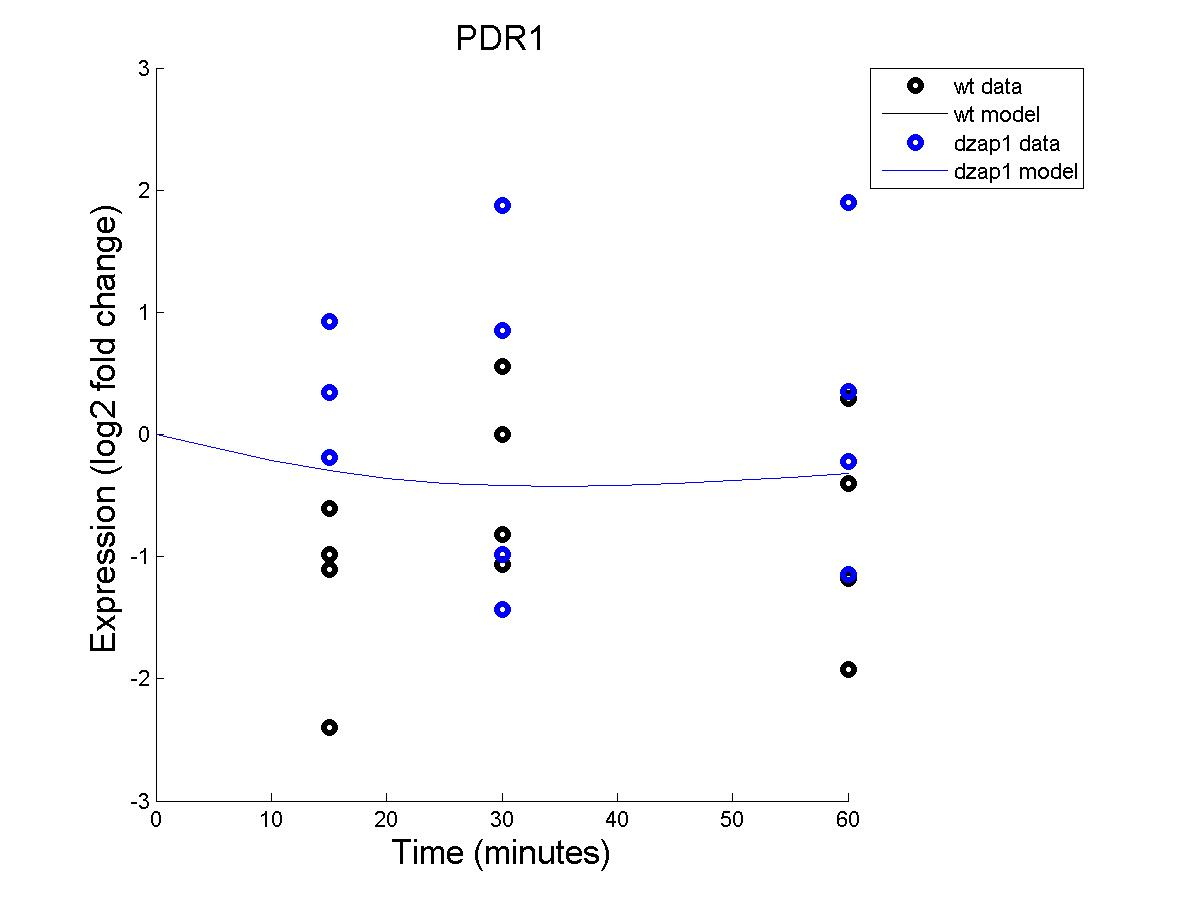 PDR1
wt data
wt model
dzap1 data
dzap1 model
Expression (log2 fold change)
3
2
1
0
-1
-2
-3
0 10 20 30 40 50 60
Time (minutes)